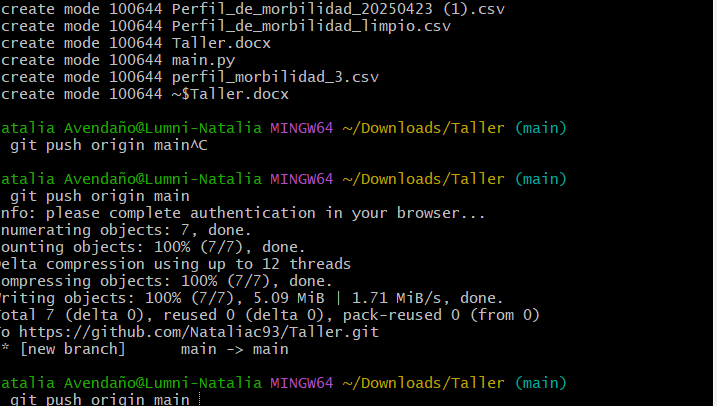 create mode 100644 Perfil_de_morbilidad_20250423 (1).csv
create mode 100644 Perfil_de_morbilidad_limpio.csv
create mode 100644 Taller.docx
create mode 100644 main.py
create mode 100644 perfil_morbilidad_3.csv
create mode 100644 ~$Taller.docx
atalia Avendaño@Lumni-Natalia MINGW64 ~/Downloads/Taller (main)
git push origin main^C
atalia Avendaño@Lumni-Natalia MINGW64 ~/Downloads/Taller (main)
git push origin main
nfo: please complete authentication in your browser...
numerating objects: 7, done.
ounting objects: 100% (7/7), done.
elta compression using up to 12 threads
ompressing objects: 100% (7/7), done.
riting objects: 100% (7/7), 5.09 MiB | 1.71 MiB/s, done.
otal 7 (delta 0), reused 0 (delta 0), pack-reused 0 (from 0)
o https://github.com/Nataliac93/Taller.git
* [new branch]      main -> main
atalia Avendaño@Lumni-Natalia MINGW64 ~/Downloads/Taller (main)
git push origin main